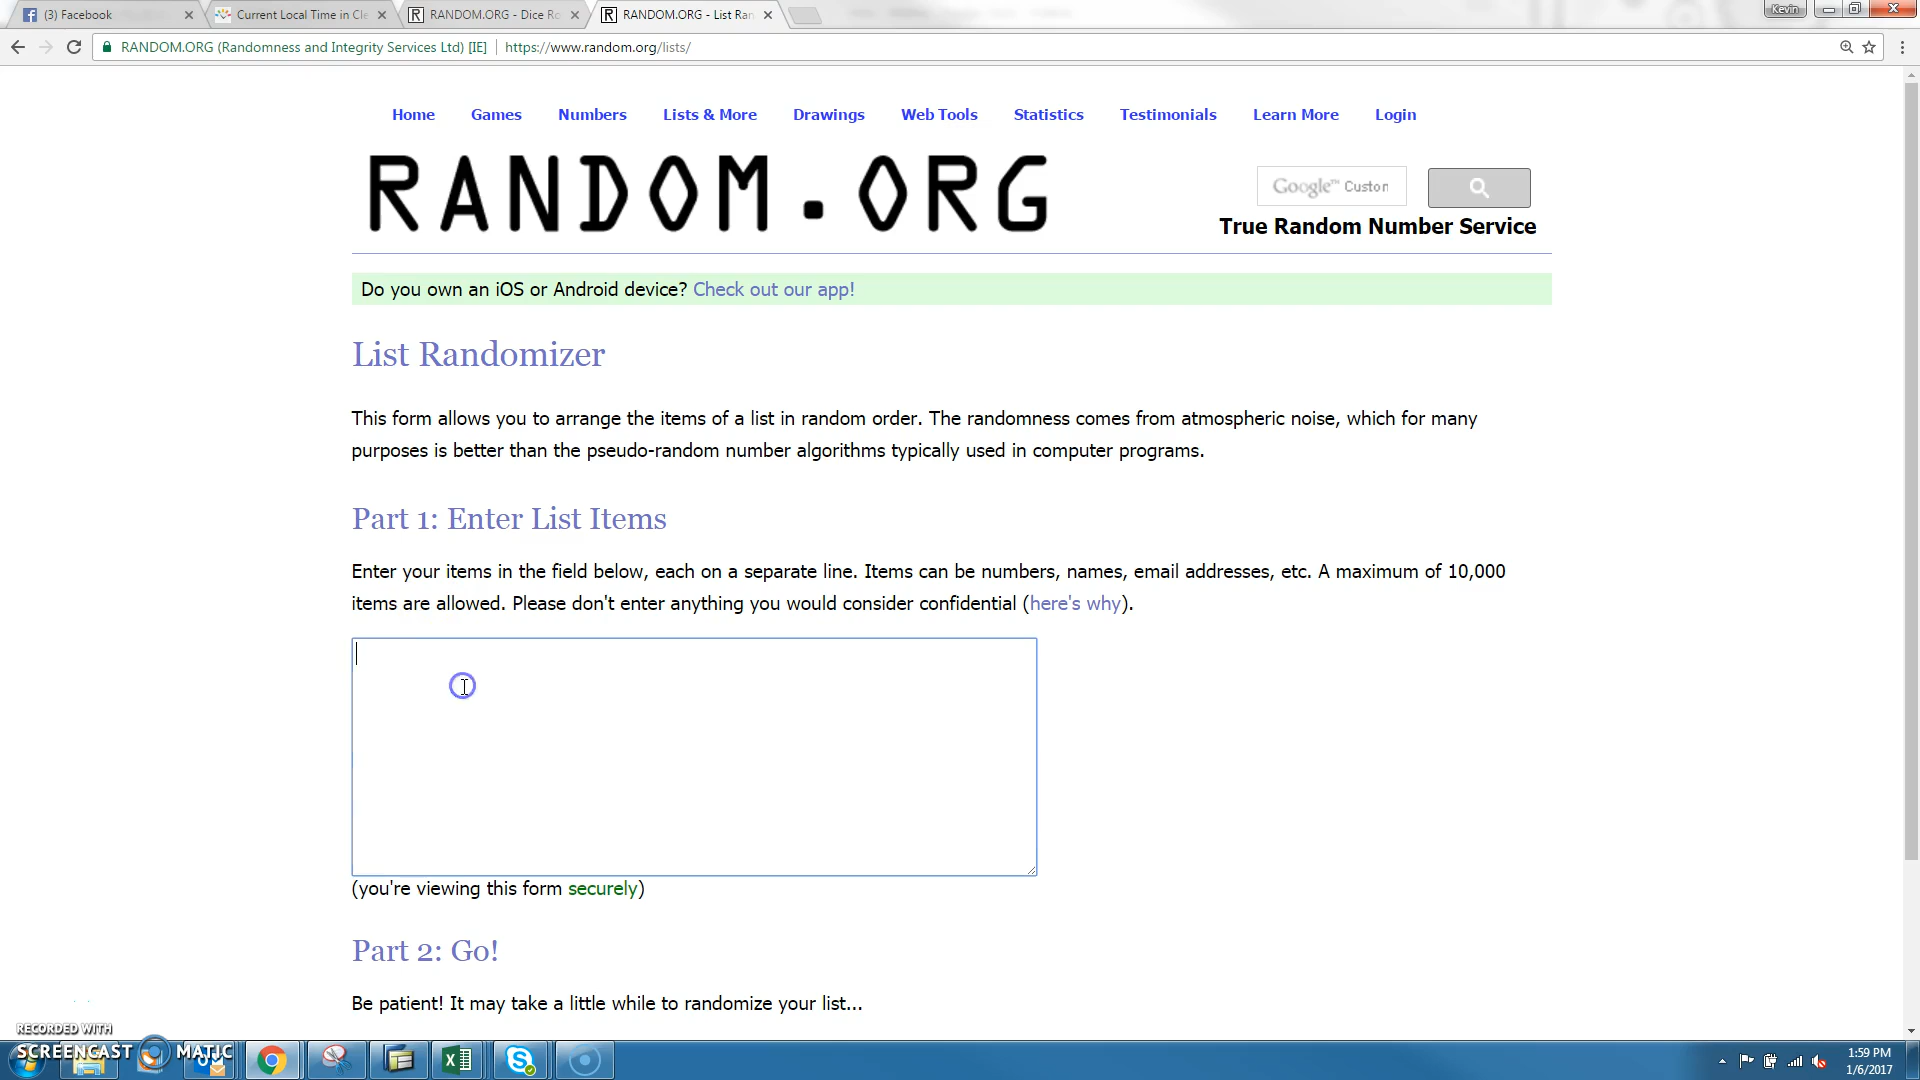 (3) Facebook
Current Local Time in Cle
RANDOM.ORG - Dice Ro
RANDOM.ORG - List Ran
Kevin
RANDOM.ORG (Randomness and Integrity Services Ltd) [IE]
https://www.random.org/lists/
Home Games Numbers Lists & More Drawings Web Tools Statistics Testimonials Learn More Login
RANDOM.ORG
Google™ Custom
True Random Number Service
Do you own an iOS or Android device? Check out our app!
List Randomizer
This form allows you to arrange the items of a list in random order. The randomness comes from atmospheric noise, which for many
purposes is better than the pseudo-random number algorithms typically used in computer programs.
Part 1: Enter List Items
Enter your items in the field below, each on a separate line. Items can be numbers, names, email addresses, etc. A maximum of 10,000
items are allowed. Please don't enter anything you would consider confidential (here's why).
(you're viewing this form securely)
Part 2: Go!
Be patient! It may take a little while to randomize your list...
RECORDED WITH
SCREENCAST MATIC
1:59 PM
1/6/2017